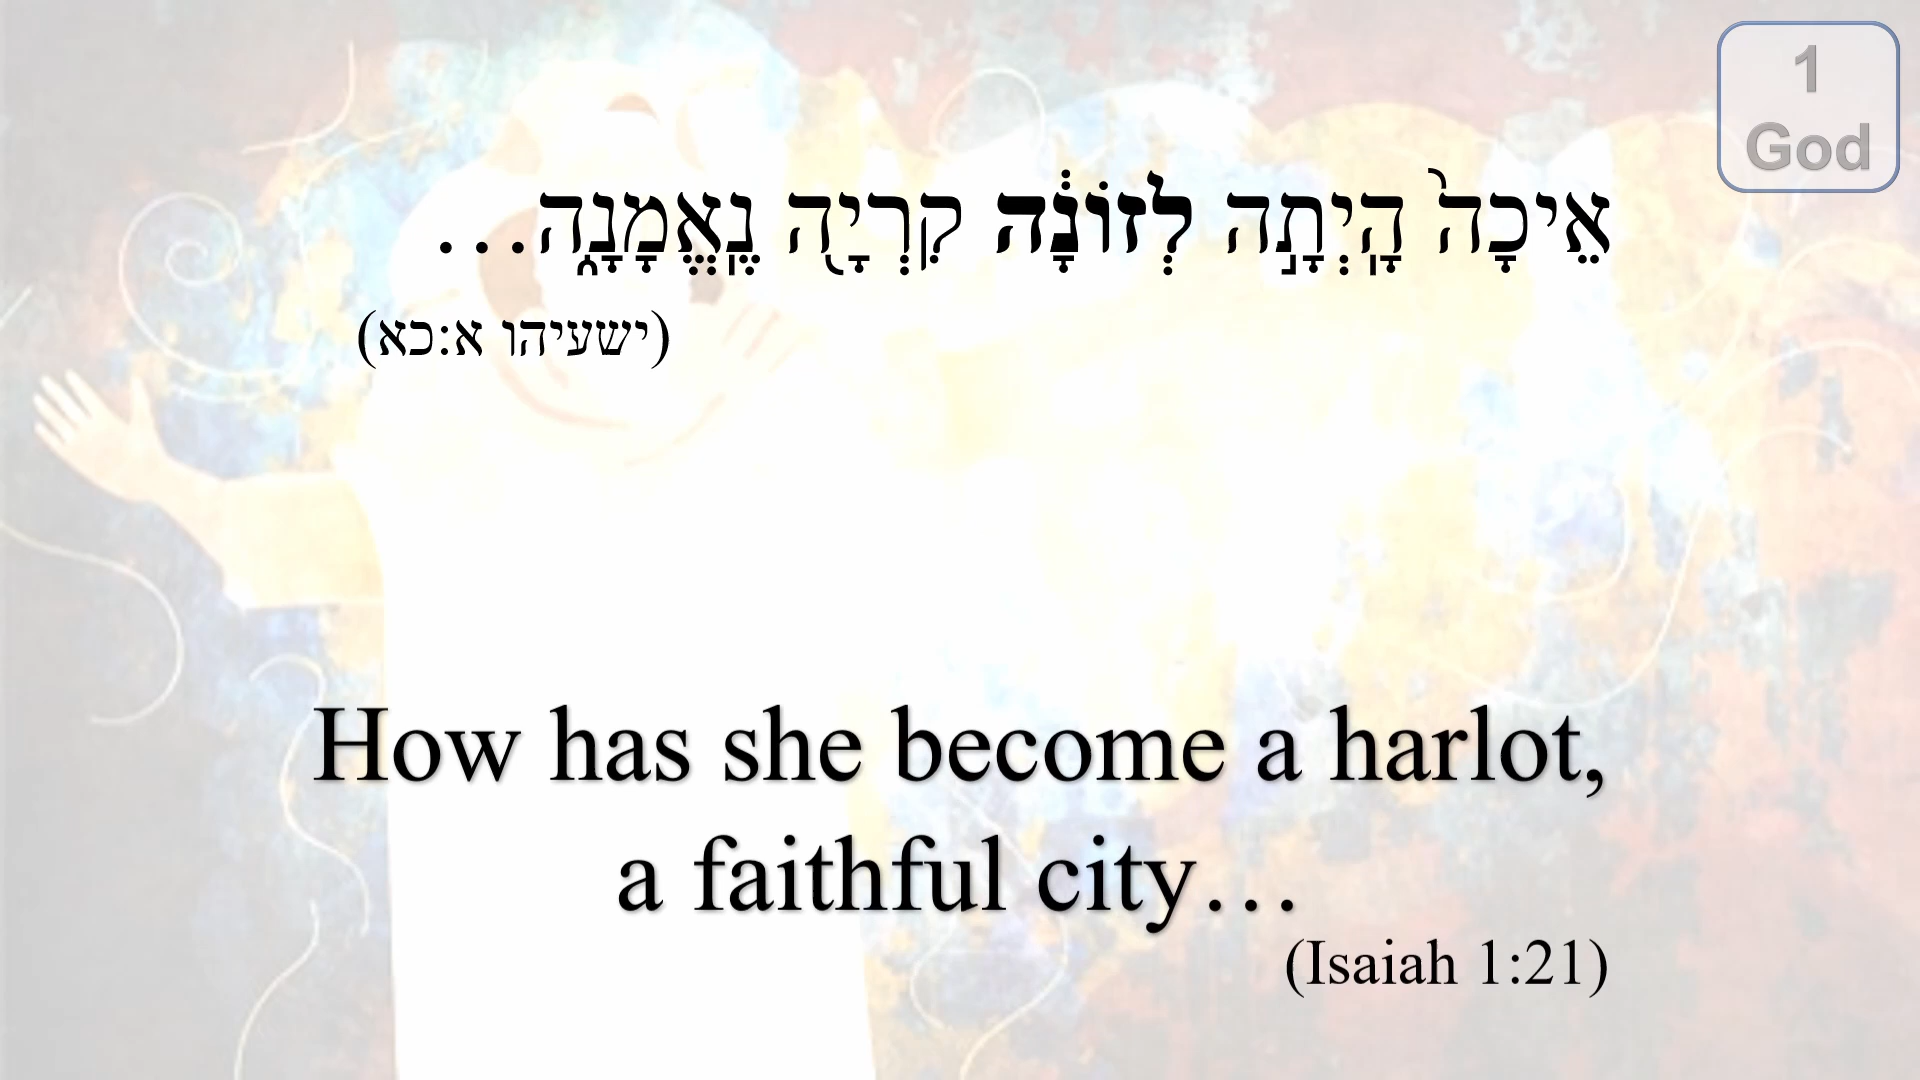 1
God
אֵיכָה֙ הָֽיְתָ֣ה לְזוֹנָ֔ה קִרְיָ֖ה נֶֽאֱמָנָ֑ה…
(ישעיהו א:כא)
How has she become a harlot,
a faithful city…
(Isaiah 1:21)